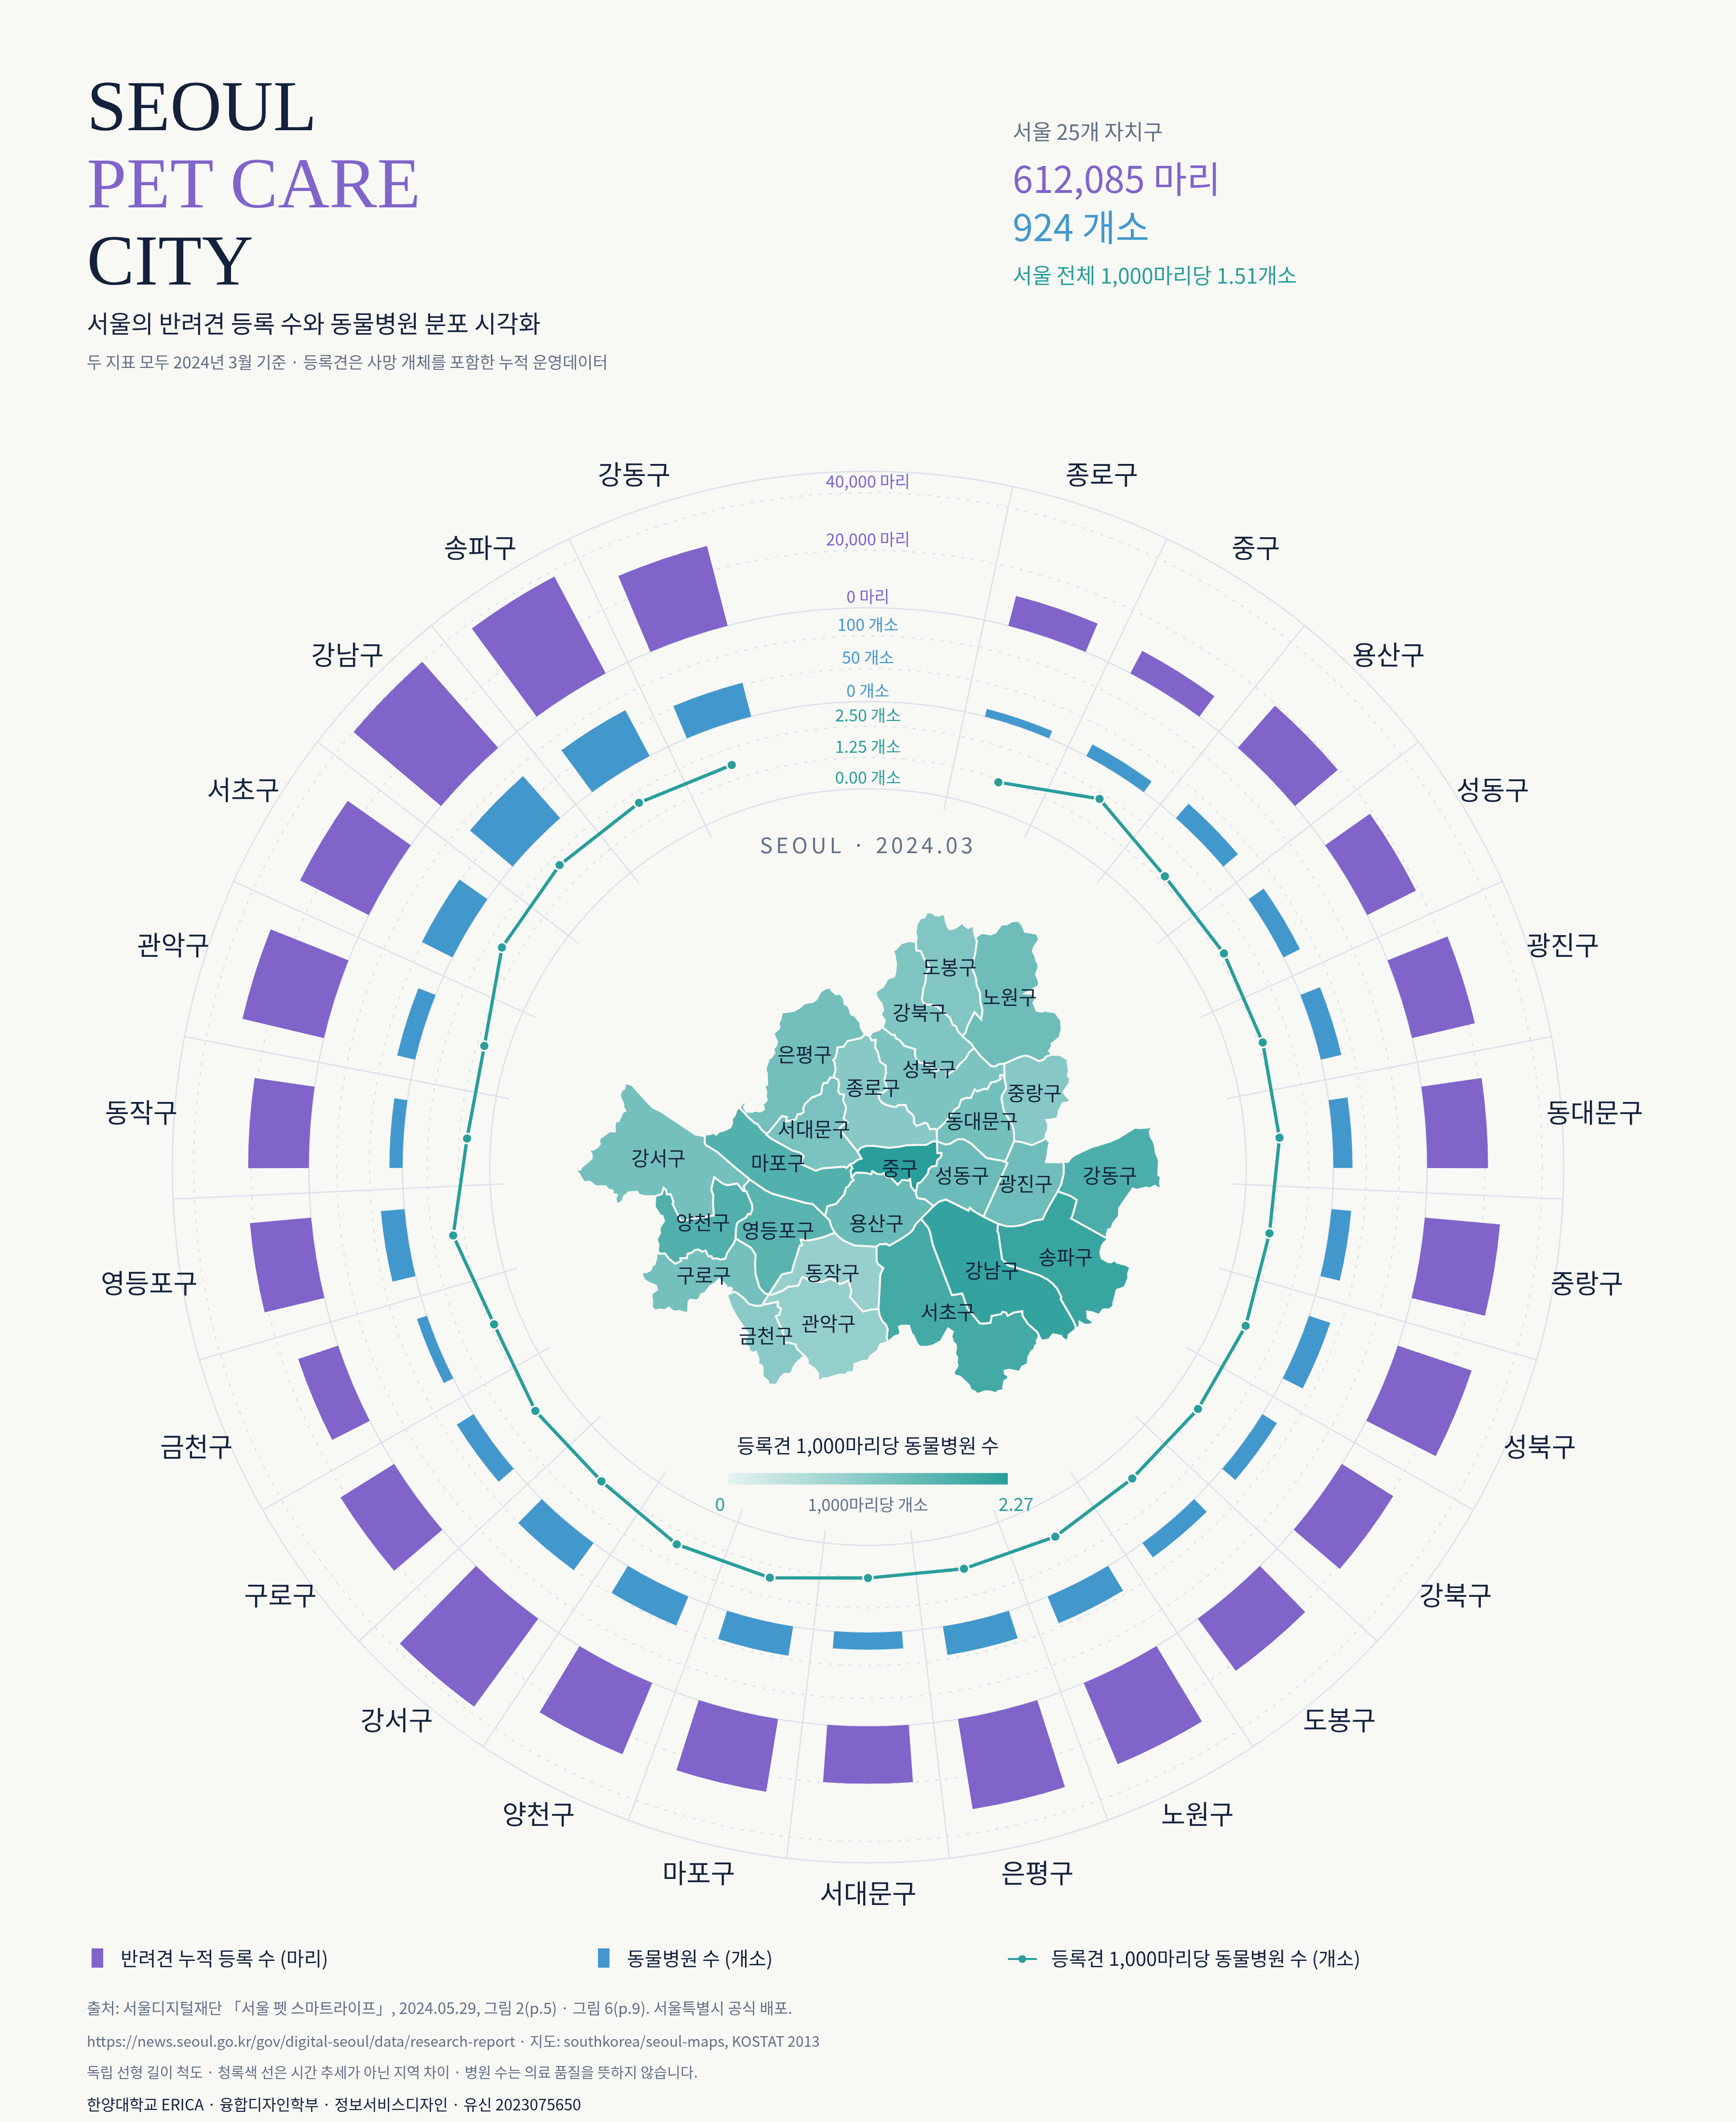 SEOUL
PET CARE
CITY
서울의 반려견 등록 수와 동물병원 분포 시각화
두 지표 모두 2024년 3월 기준 · 등록견은 사망 개체를 포함한 누적 운영데이터
서울 25개 자치구
612,085 마리
924 개소
서울 전체 1,000마리당 1.51개소
종로구
중구
용산구
성동구
광진구
동대문구
중랑구
성북구
강북구
도봉구
노원구
은평구
서대문구
마포구
양천구
강서구
구로구
금천구
영등포구
동작구
관악구
서초구
강남구
송파구
강동구
40,000 마리
20,000 마리
0 마리
100 개소
50 개소
0 개소
2.50 개소
1.25 개소
0.00 개소
SEOUL · 2024.03
도봉구
노원구
강북구
은평구
성북구
종로구
중랑구
동대문구
서대문구
강서구
마포구
중구
성동구
광진구
강동구
양천구
영등포구
용산구
송파구
구로구
동작구
강남구
서초구
관악구
금천구
등록견 1,000마리당 동물병원 수
0
1,000마리당 개소
2.27
반려견 누적 등록 수 (마리)
동물병원 수 (개소)
등록견 1,000마리당 동물병원 수 (개소)
출처: 서울디지털재단 「서울 펫 스마트라이프」, 2024.05.29, 그림 2(p.5) · 그림 6(p.9). 서울특별시 공식 배포.
https://news.seoul.go.kr/gov/digital-seoul/data/research-report · 지도: southkorea/seoul-maps, KOSTAT 2013
독립 선형 길이 척도 · 청록색 선은 시간 추세가 아닌 지역 차이 · 병원 수는 의료 품질을 뜻하지 않습니다.
한양대학교 ERICA · 융합디자인학부 · 정보서비스디자인 · 유신 2023075650